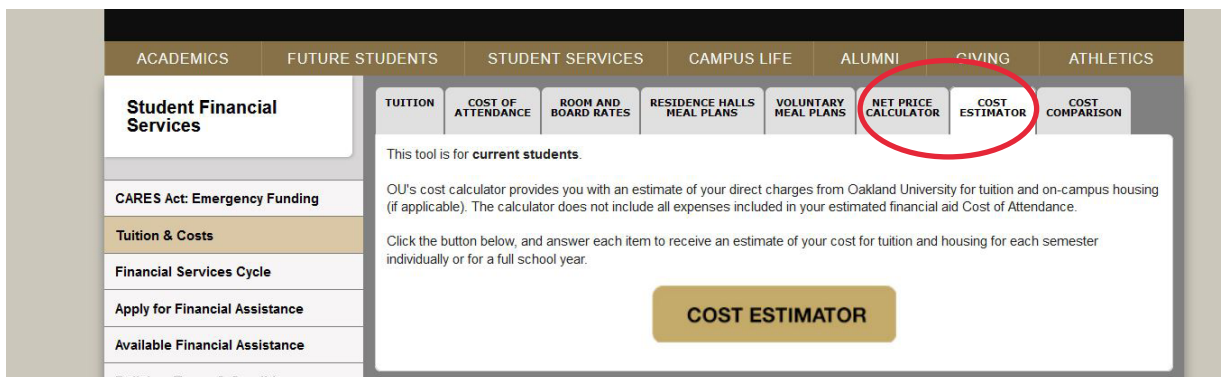 ACADEMICS FUTURE STUDENTS STUDENT SERVICES CAMPUS LIFE ALUMNI GIVING ATHLETICS
Student Financial
Services
TUITION COST OF ATTENDANCE ROOM AND BOARD RATES RESIDENCE HALLS MEAL PLANS VOLUNTARY MEAL PLANS NET PRICE CALCULATOR COST ESTIMATOR COST COMPARISON
CARES Act: Emergency Funding
Tuition & Costs
Financial Services Cycle
Apply for Financial Assistance
Available Financial Assistance
This tool is for current students.
OU's cost calculator provides you with an estimate of your direct charges from Oakland University for tuition and on-campus housing
(if applicable). The calculator does not include all expenses included in your estimated financial aid Cost of Attendance.
Click the button below, and answer each item to receive an estimate of your cost for tuition and housing for each semester
individually or for a full school year.
COST ESTIMATOR